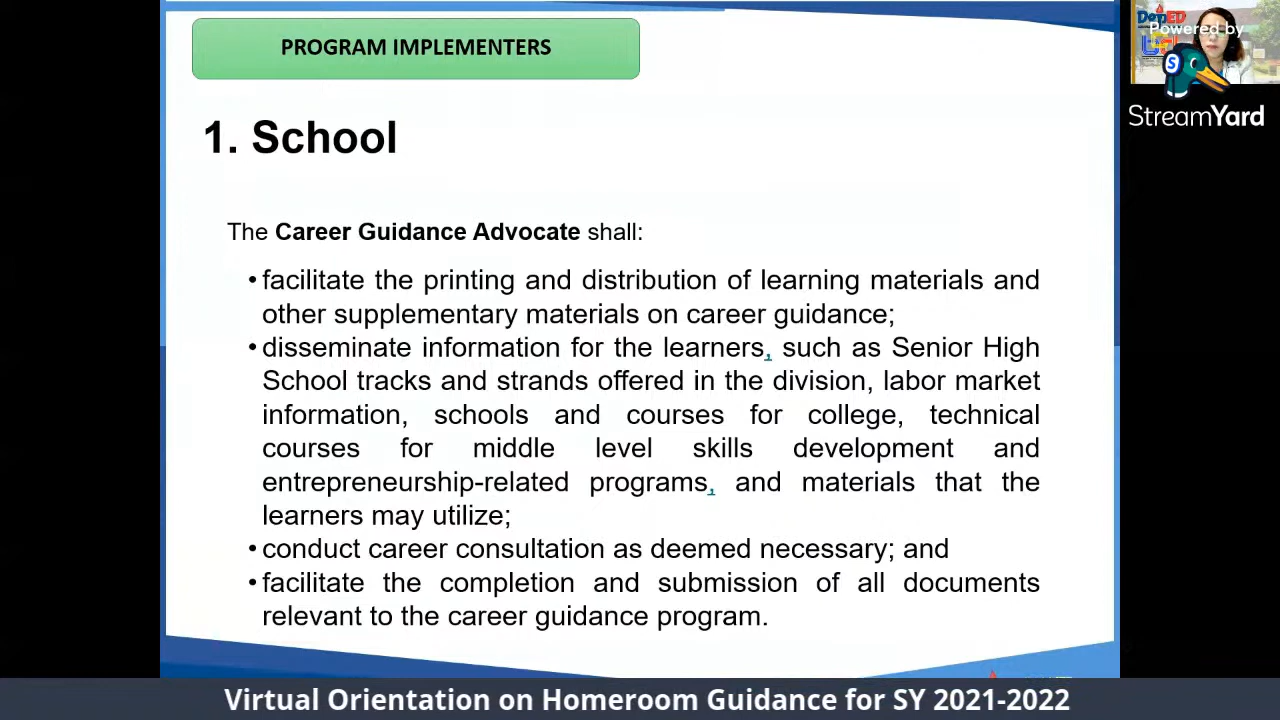 PROGRAM IMPLEMENTERS
DepED
Powered by
S
StreamYard
1. School
The Career Guidance Advocate shall:
• facilitate the printing and distribution of learning materials and
other supplementary materials on career guidance;
• disseminate information for the learners, such as Senior High
School tracks and strands offered in the division, labor market
information, schools and courses for college, technical
courses for middle level skills development and
entrepreneurship-related programs, and materials that the
learners may utilize;
• conduct career consultation as deemed necessary; and
• facilitate the completion and submission of all documents
relevant to the career guidance program.
Virtual Orientation on Homeroom Guidance for SY 2021-2022